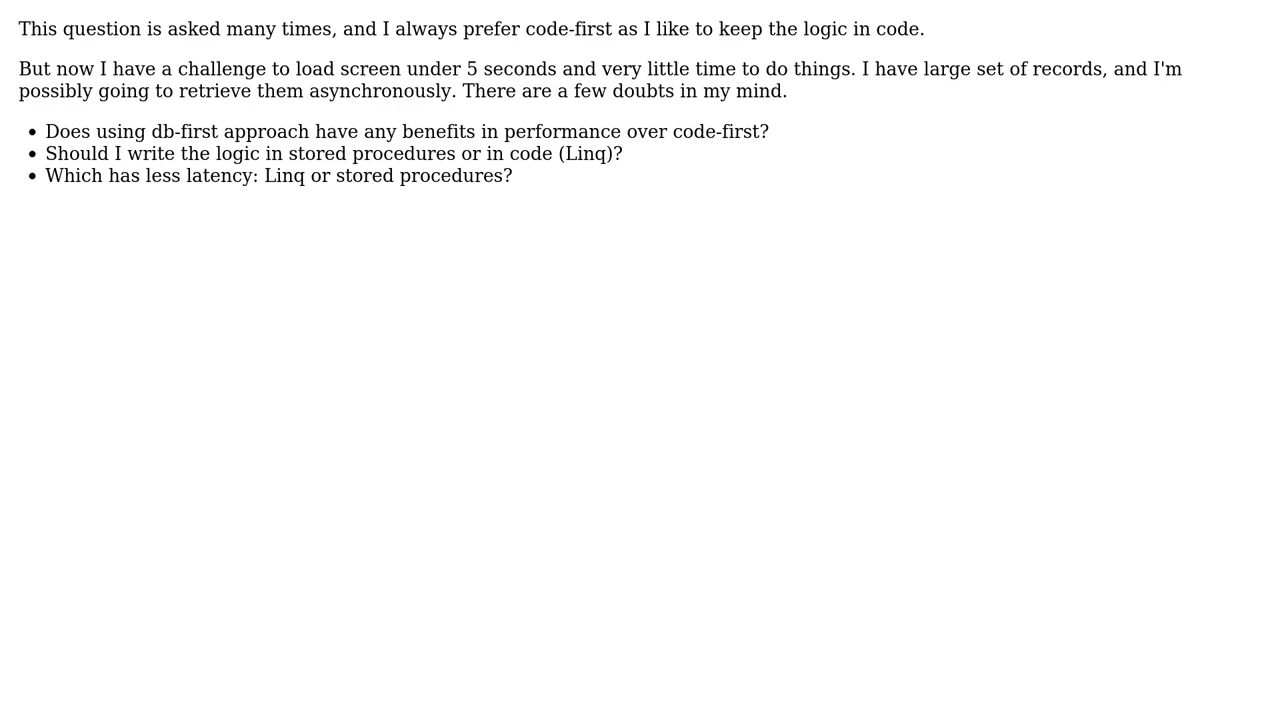 This question is asked many times, and I always prefer code-first as I like to keep the logic in code.
But now I have a challenge to load screen under 5 seconds and very little time to do things. I have large set of records, and I'm
possibly going to retrieve them asynchronously. There are a few doubts in my mind.
• Does using db-first approach have any benefits in performance over code-first?
• Should I write the logic in stored procedures or in code (Linq)?
• Which has less latency: Linq or stored procedures?